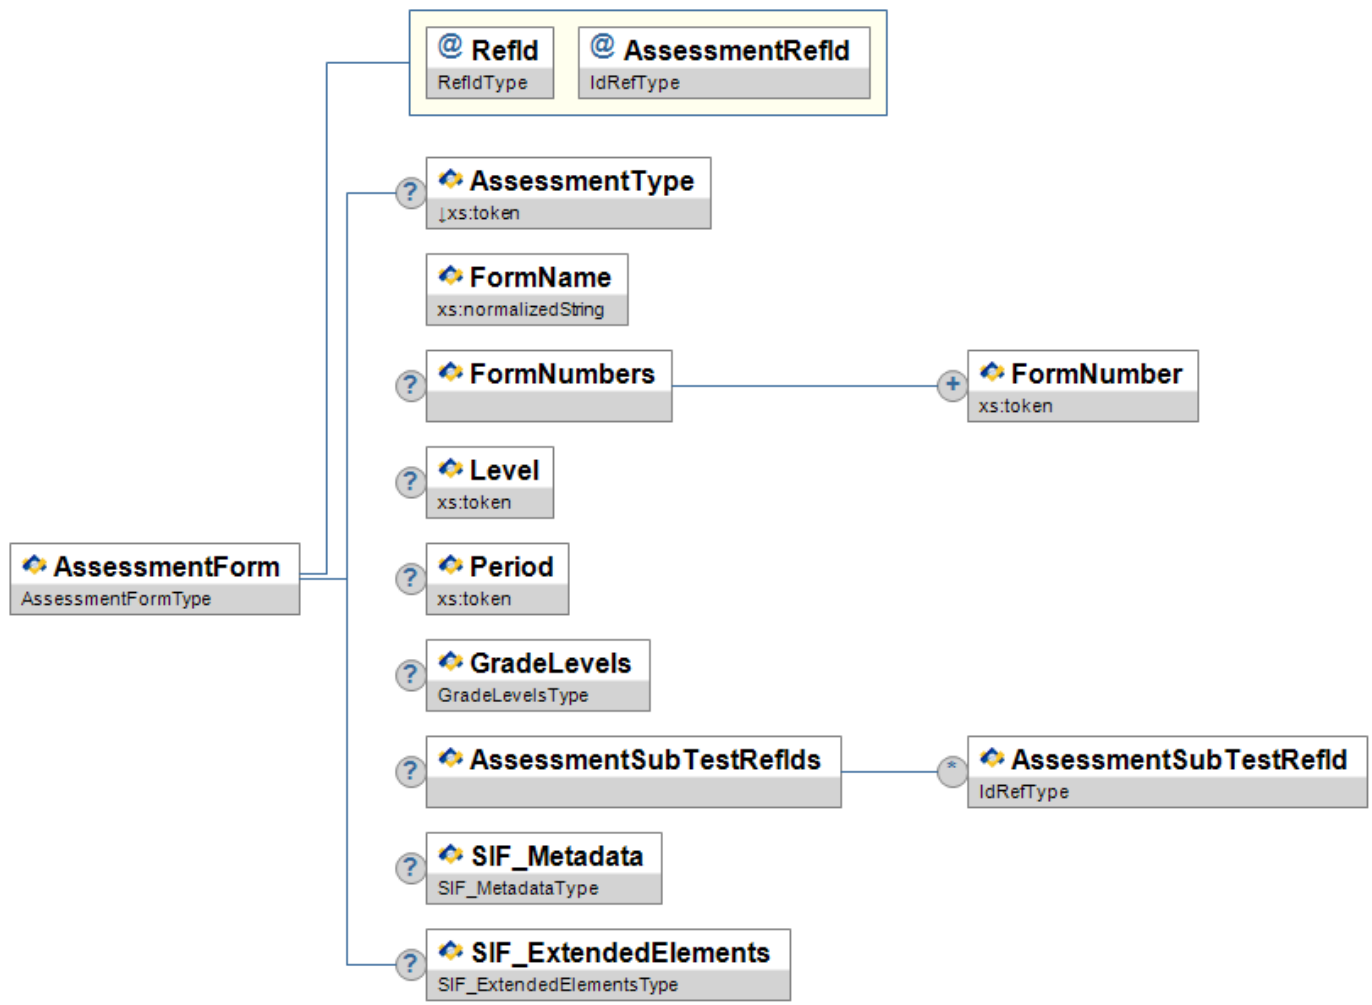 @ RefId
RefIdType
@ AssessmentRefId
IdRefType
? AssessmentType
↓xs:token
FormName
xs:normalizedString
? FormNumbers
+ FormNumber
xs:token
? Level
xs:token
AssessmentForm
AssessmentFormType
? Period
xs:token
? GradeLevels
GradeLevelsType
? AssessmentSubTestRefIds
* AssessmentSubTestRefId
IdRefType
? SIF_Metadata
SIF_MetadataType
? SIF_ExtendedElements
SIF_ExtendedElementsType